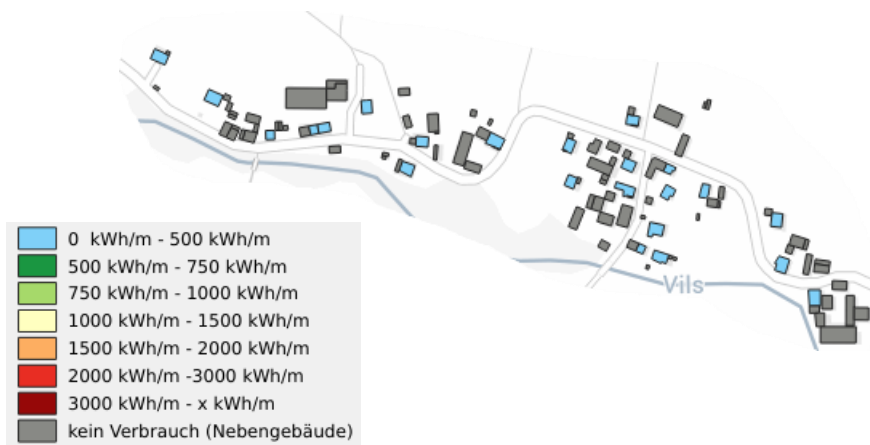 0 kWh/m - 500 kWh/m
500 kWh/m - 750 kWh/m
750 kWh/m - 1000 kWh/m
1000 kWh/m - 1500 kWh/m
1500 kWh/m - 2000 kWh/m
2000 kWh/m -3000 kWh/m
3000 kWh/m - x kWh/m
kein Verbrauch (Nebengebäude)
Vils